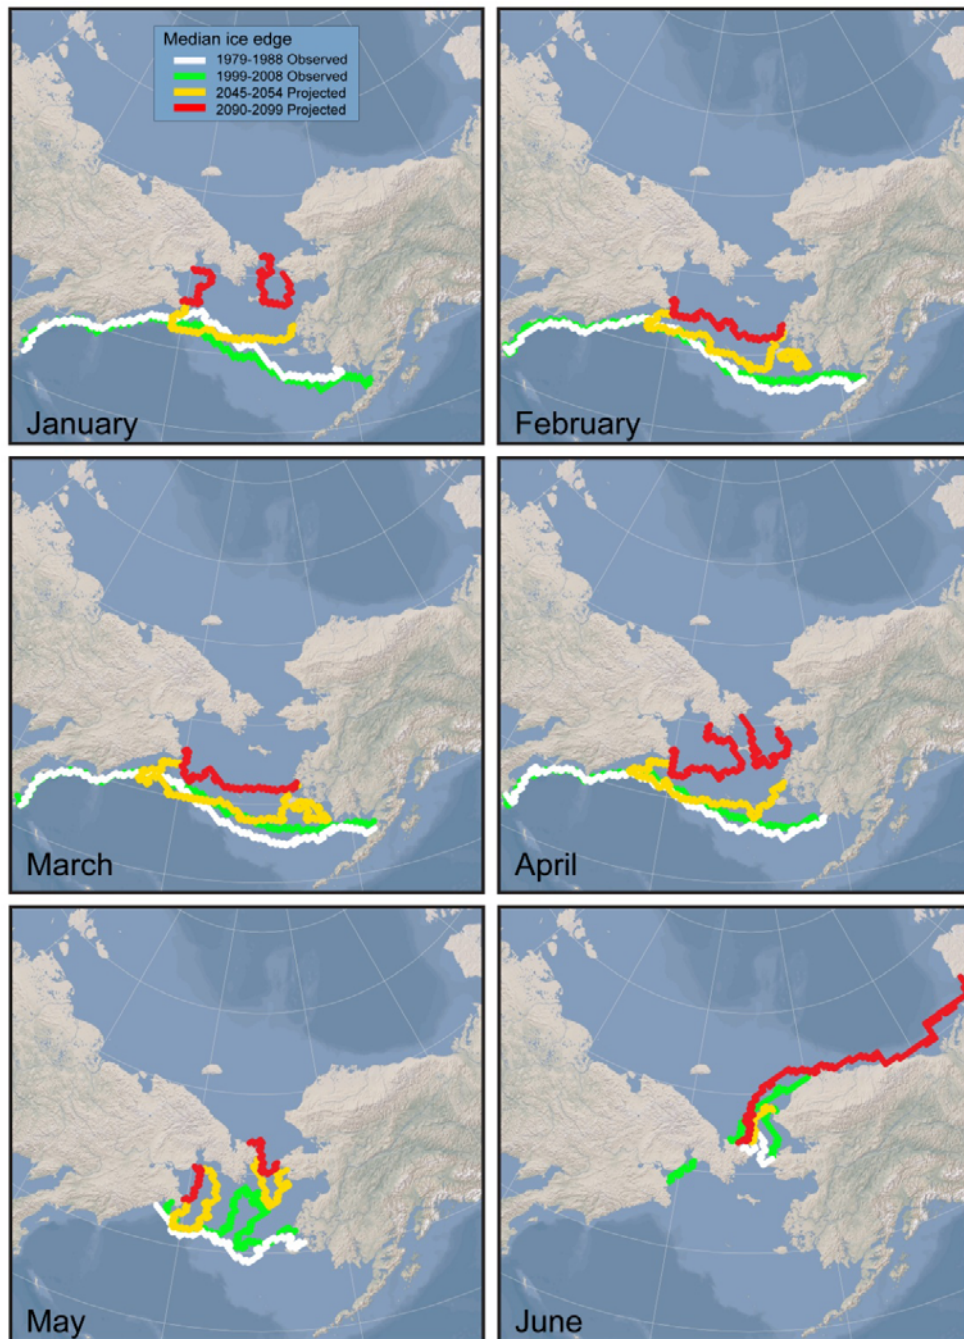 Median ice edge
1979-1988 Observed
1999-2008 Observed
2045-2054 Projected
2090-2099 Projected
January
February
March
April
May
June